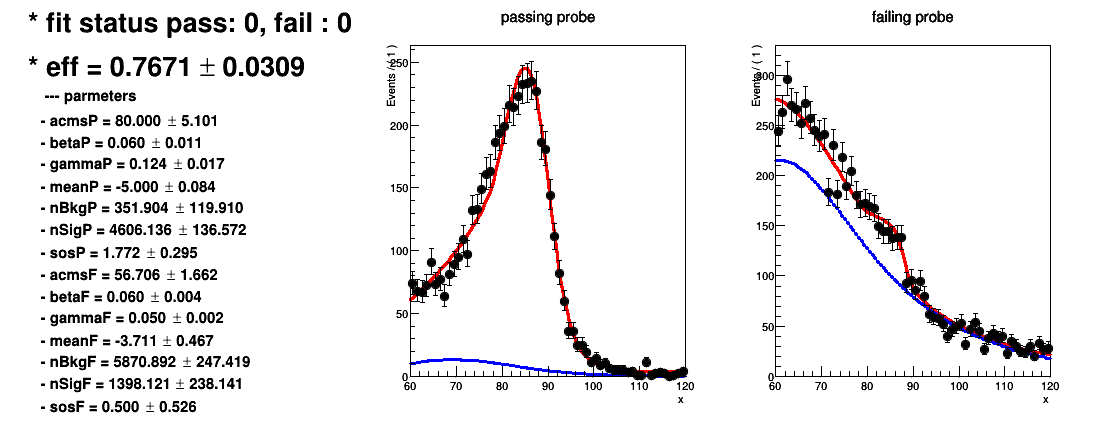 * fit status pass: 0, fail : 0
* eff = 0.7671 ± 0.0309
--- parmeters
- acmsP = 80.000 ± 5.101
- betaP = 0.060 ± 0.011
- gammaP = 0.124 ± 0.017
- meanP = -5.000 ± 0.084
- nBkgP = 351.904 ± 119.910
- nSigP = 4606.136 ± 136.572
- sosP = 1.772 ± 0.295
- acmsF = 56.706 ± 1.662
- betaF = 0.060 ± 0.004
- gammaF = 0.050 ± 0.002
- meanF = -3.711 ± 0.467
- nBkgF = 5870.892 ± 247.419
- nSigF = 1398.121 ± 238.141
- sosF = 0.500 ± 0.526
passing probe
Events / ( 1 )
250
200
150
100
50
0
60 70 80 90 100 110 120
x
failing probe
Events / ( 1 )
300
250
200
150
100
50
0
60 70 80 90 100 110 120
x